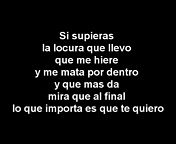 Si supieras
la locura que llevo
que me hiere
y me mata por dentro
y que mas da
mira que al final
lo que importa es que te quiero